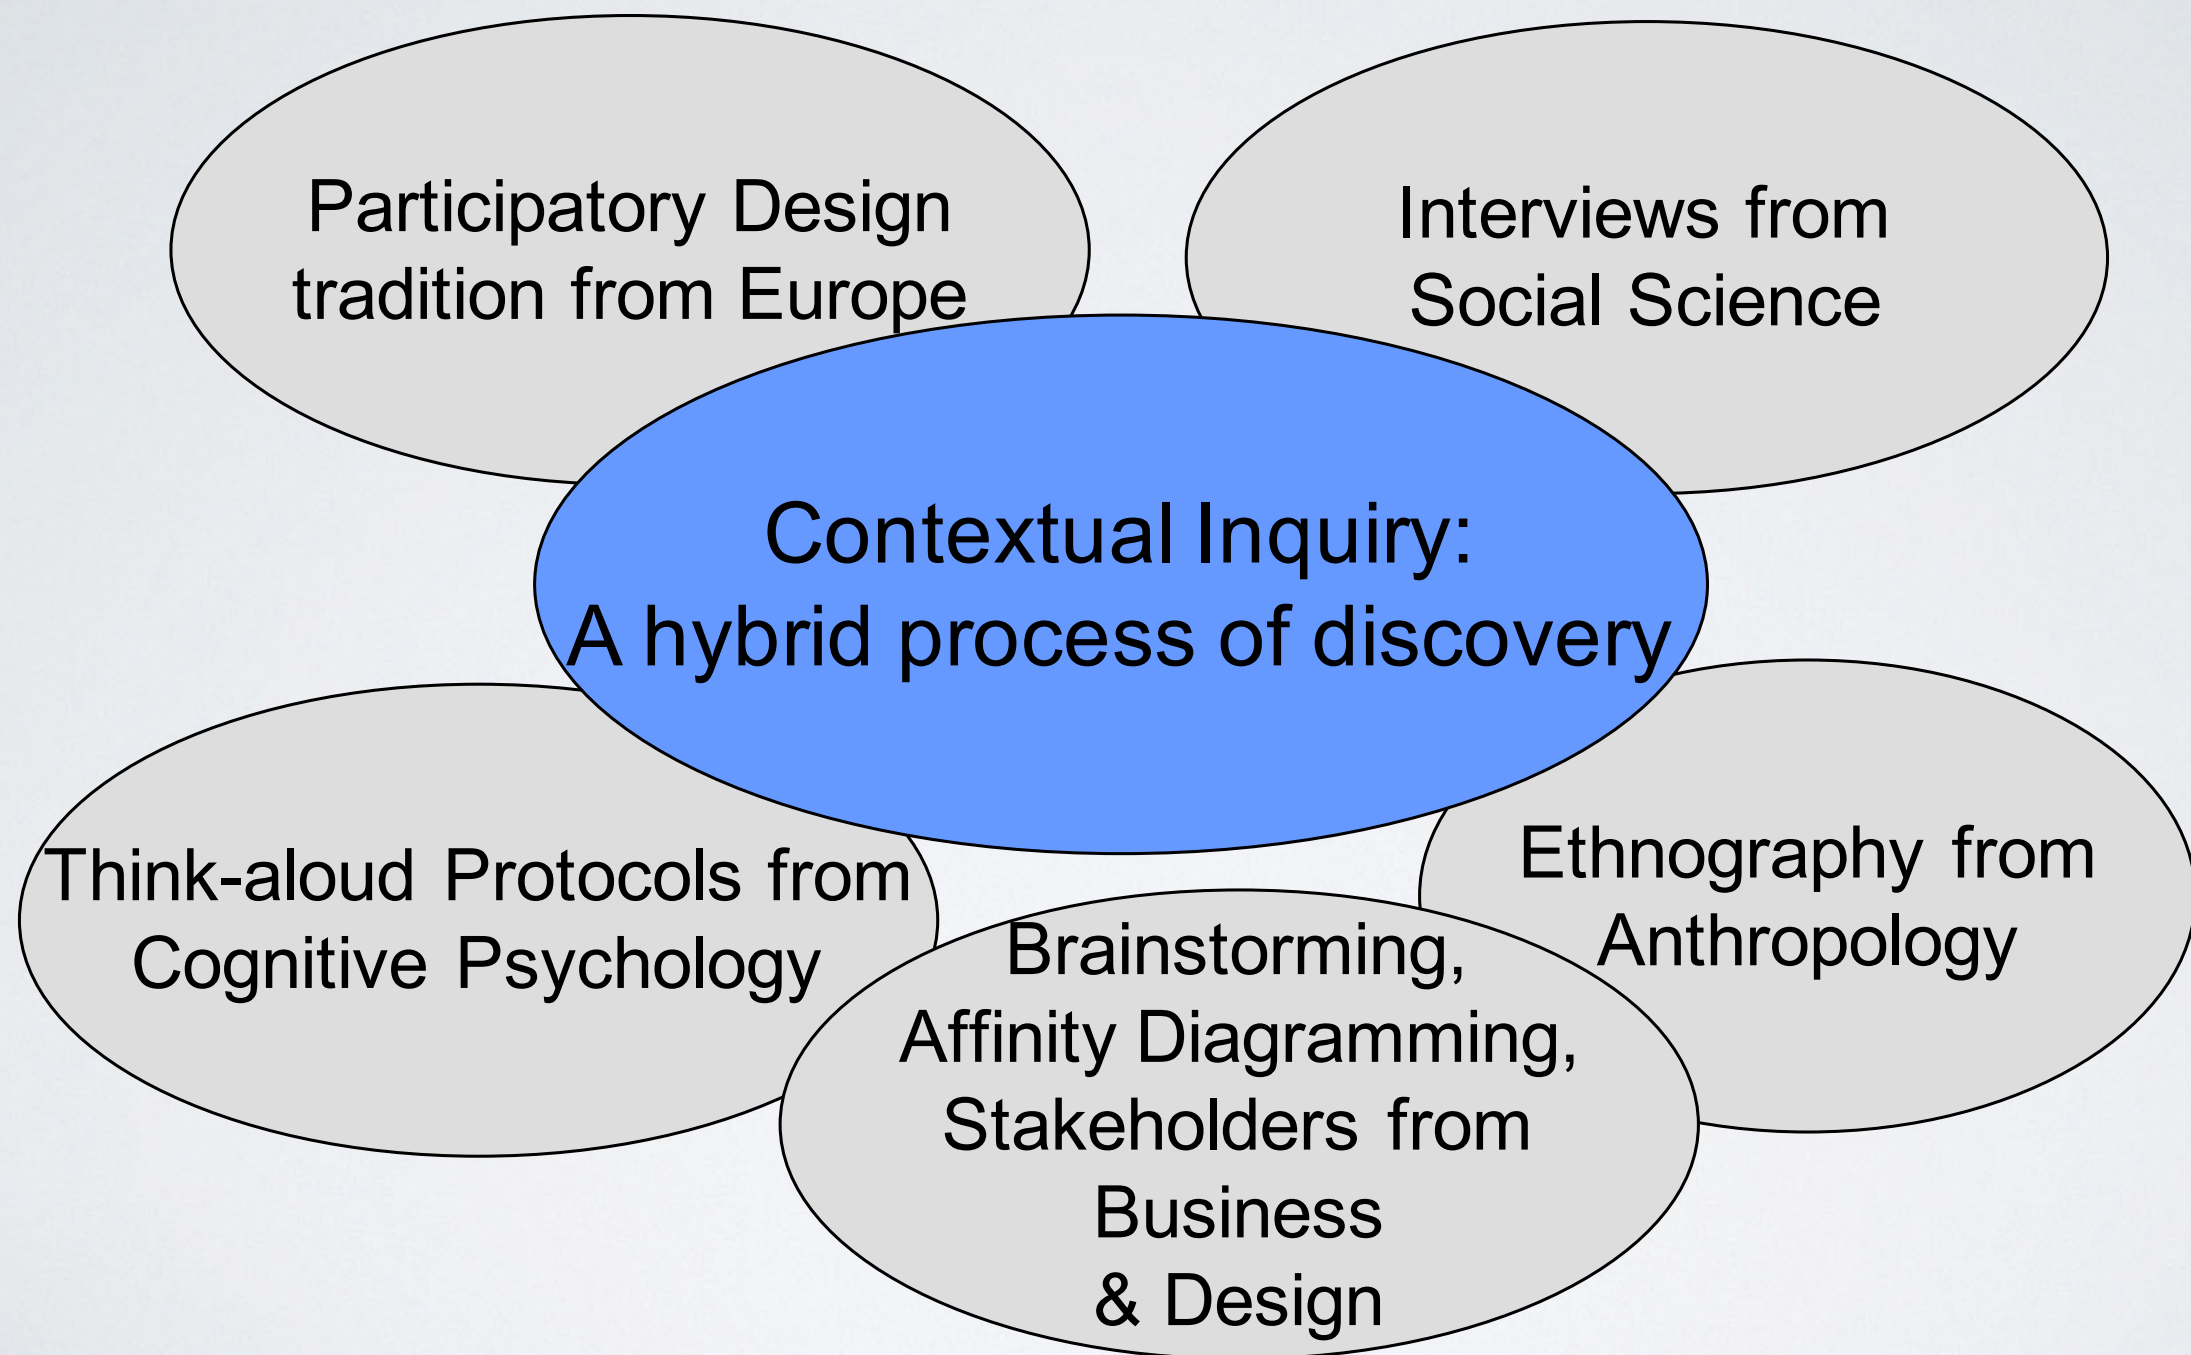 Participatory Design
tradition from Europe
Interviews from
Social Science
Contextual Inquiry:
A hybrid process of discovery
Think-aloud Protocols from
Cognitive Psychology
Brainstorming,
Affinity Diagramming,
Stakeholders from
Business
& Design
Ethnography from
Anthropology